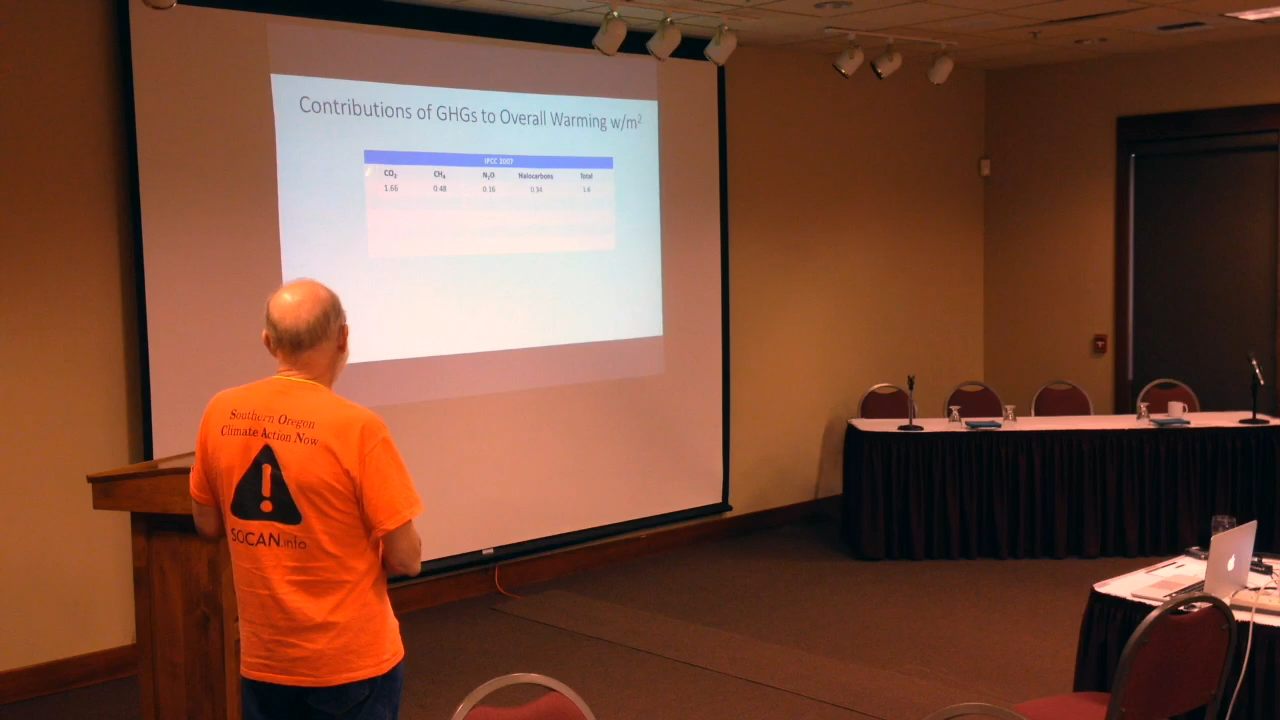 Contributions of GHGs to Overall Warming w/m²
IPCC 2007
CO₂ CH₄ N₂O Halocarbons Total
1.66 0.48 0.16 0.34 1.6
Southern Oregon
Climate Action Now
!
SOCAN.info